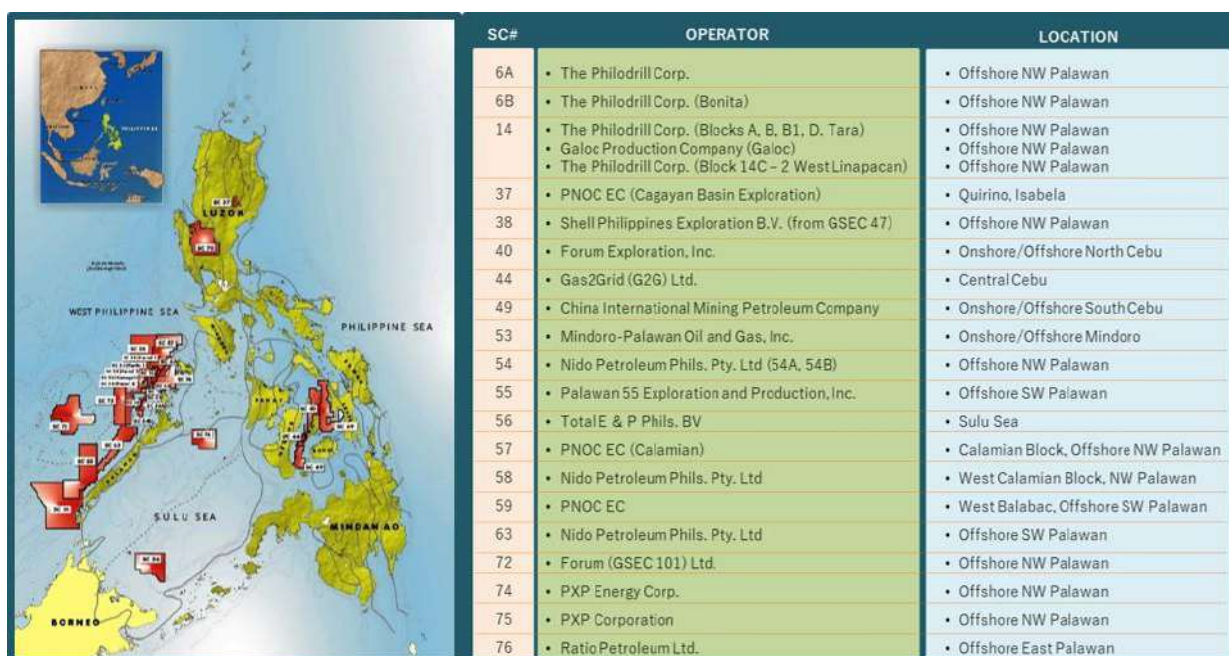 LUZON
SC 37
WEST PHILIPPINE SEA
PHILIPPINE SEA
SULU SEA
MINDANAO
BORNEO
SC# OPERATOR LOCATION
6A • The Philodrill Corp. • Offshore NW Palawan
6B • The Philodrill Corp. (Bonita) • Offshore NW Palawan
14 • The Philodrill Corp. (Blocks A, B, B1, D. Tara) • Offshore NW Palawan
• Galoc Production Company (Galoc) • Offshore NW Palawan
• The Philodrill Corp. (Block 14C – 2 West Linapacan) • Offshore NW Palawan
37 • PNOC EC (Cagayan Basin Exploration) • Quirino, Isabela
38 • Shell Philippines Exploration B.V. (from GSEC 47) • Offshore NW Palawan
40 • Forum Exploration, Inc. • Onshore/Offshore North Cebu
44 • Gas2Grid (G2G) Ltd. • Central Cebu
49 • China International Mining Petroleum Company • Onshore/Offshore South Cebu
53 • Mindoro-Palawan Oil and Gas, Inc. • Onshore/Offshore Mindoro
54 • Nido Petroleum Phils. Pty. Ltd (54A, 54B) • Offshore NW Palawan
55 • Palawan 55 Exploration and Production, Inc. • Offshore SW Palawan
56 • Total E & P Phils. BV • Sulu Sea
57 • PNOC EC (Calamian) • Calamian Block, Offshore NW Palawan
58 • Nido Petroleum Phils. Pty. Ltd • West Calamian Block, NW Palawan
59 • PNOC EC • West Balabac, Offshore SW Palawan
63 • Nido Petroleum Phils. Pty. Ltd • Offshore SW Palawan
72 • Forum (GSEC 101) Ltd. • Offshore NW Palawan
74 • PXP Energy Corp. • Offshore NW Palawan
75 • PXP Corporation • Offshore NW Palawan
76 • Ratio Petroleum Ltd. • Offshore East Palawan